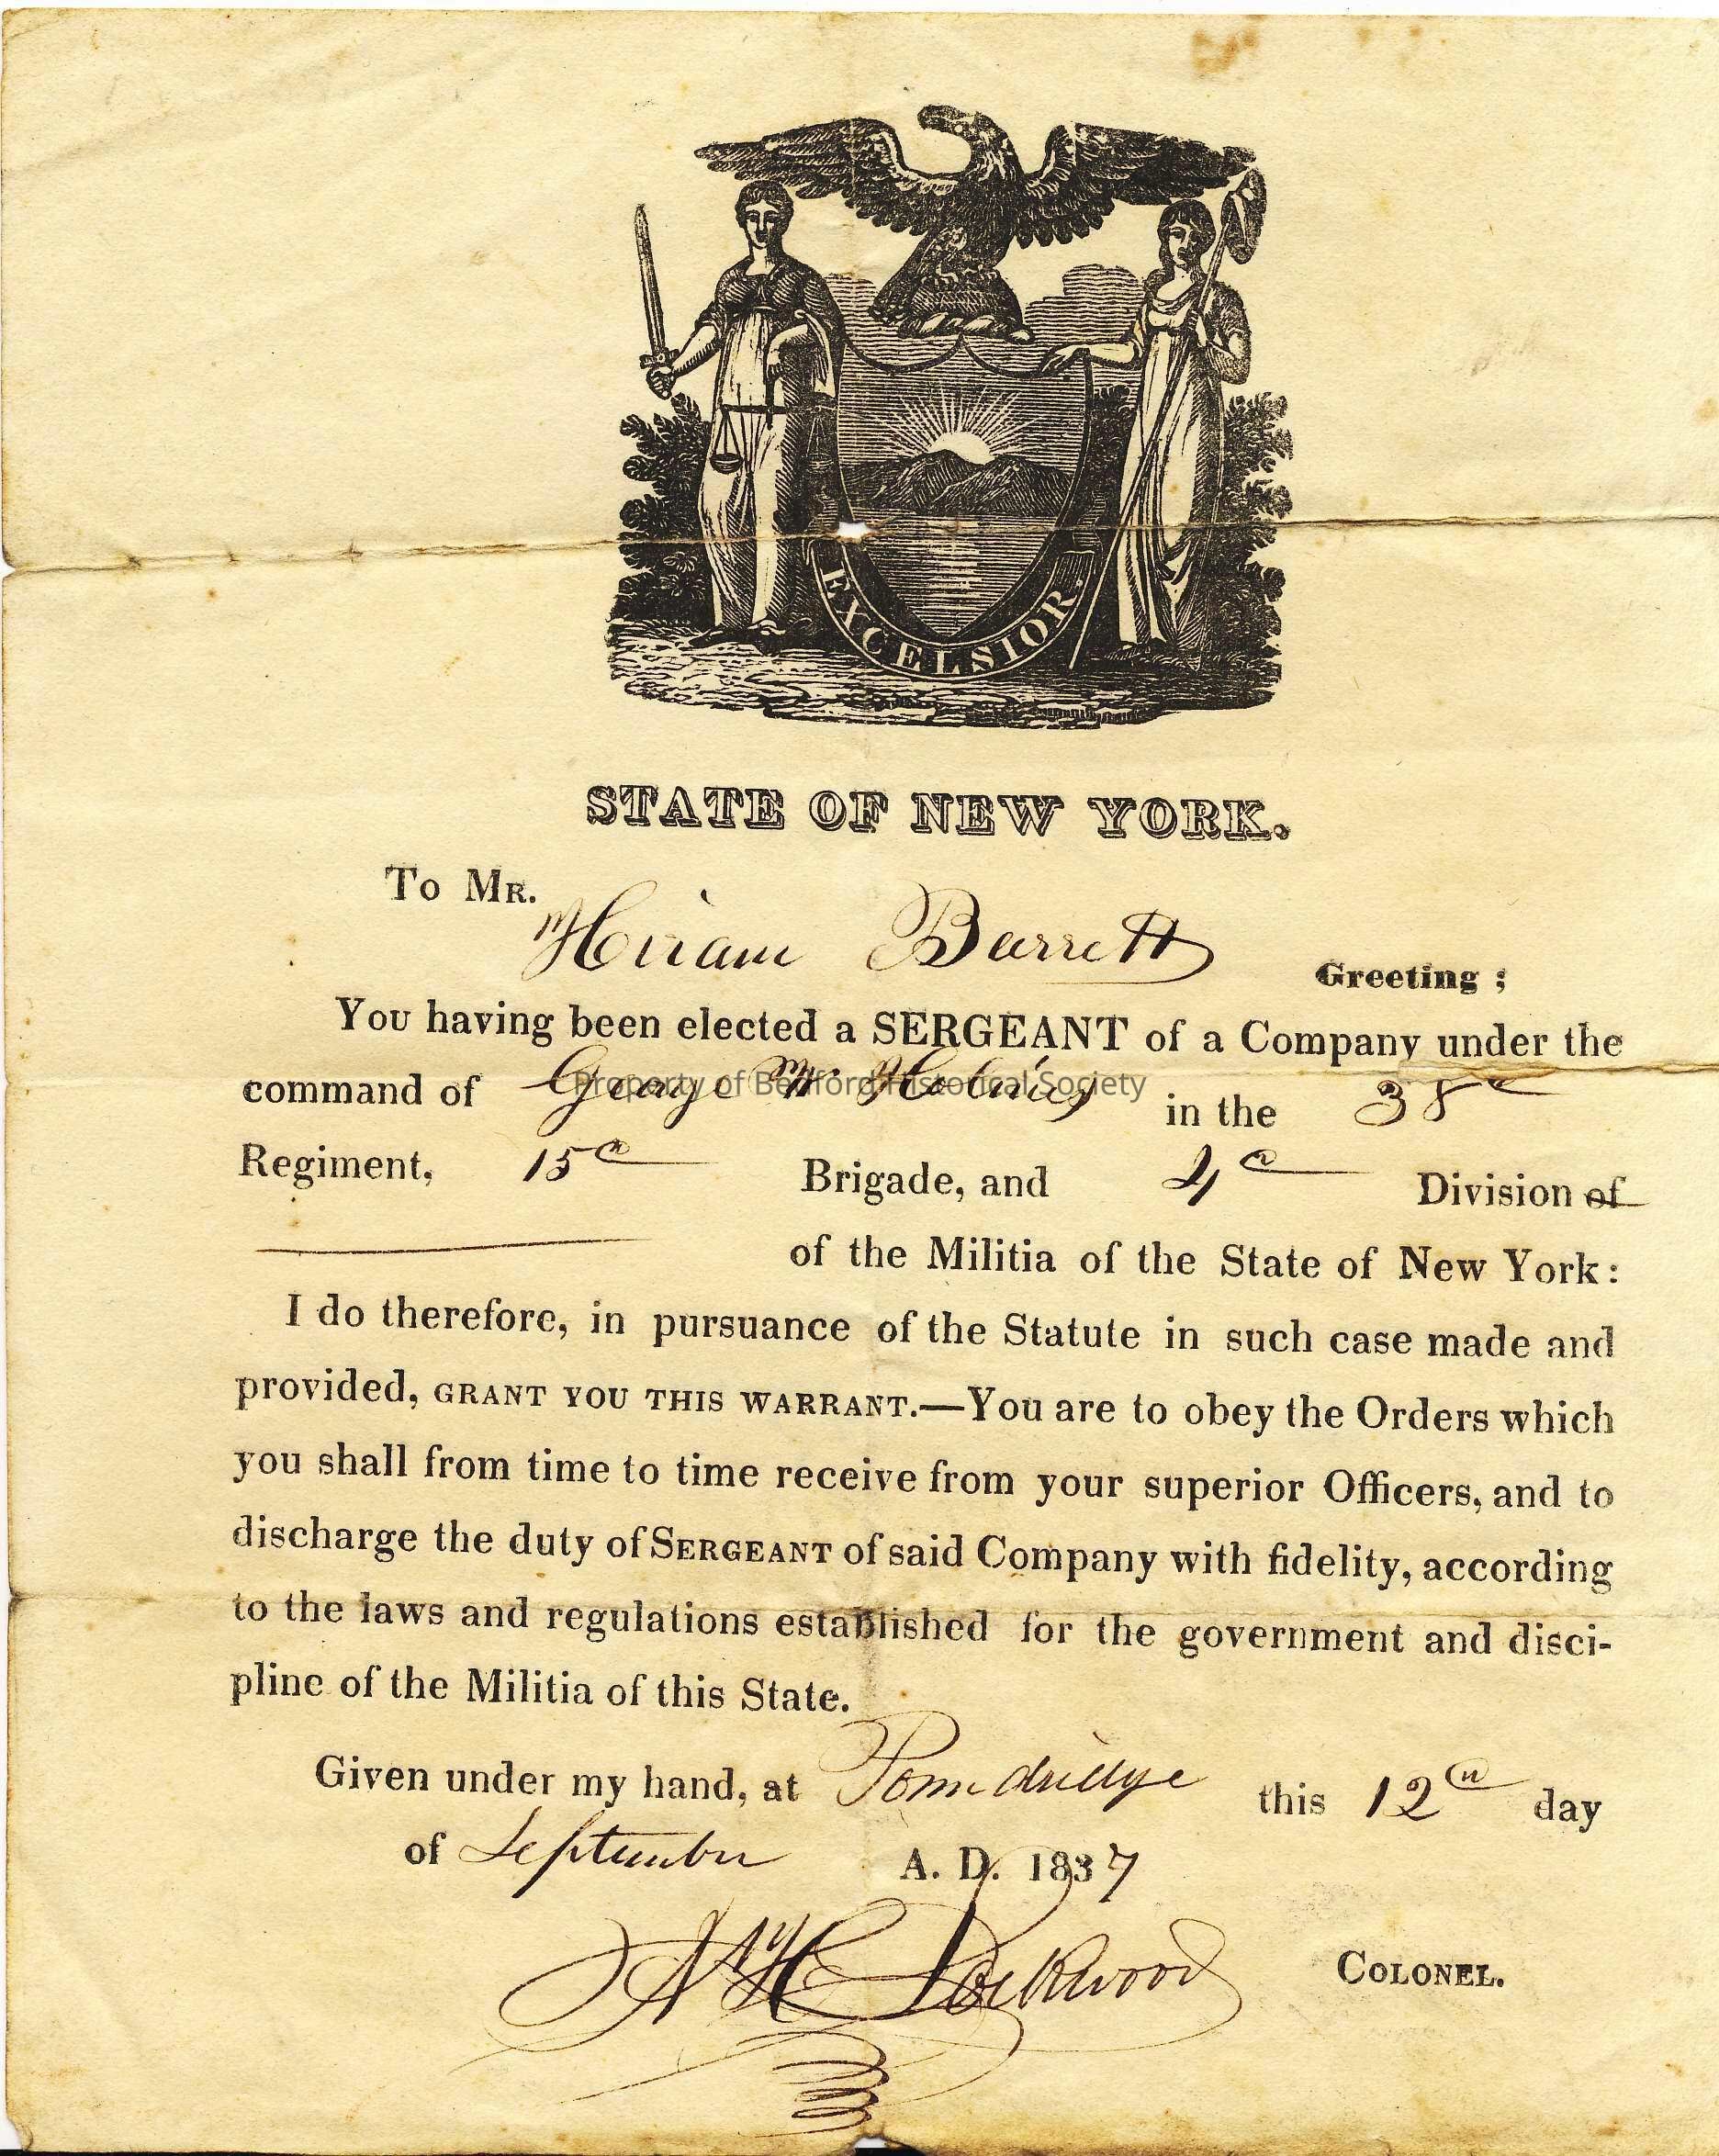 EXCELSIOR.
STATE OF NEW YORK.
To Mr.
Hiram Barrett
Greeting ;
You having been elected a SERGEANT of a Company under the
command of George W. Holmes in the 38th
Property of Bedford Historical Society
Regiment, 15th Brigade, and 4th Division of
of the Militia of the State of New York:
I do therefore, in pursuance of the Statute in such case made and
provided, GRANT YOU THIS WARRANT.—You are to obey the Orders which
you shall from time to time receive from your superior Officers, and to
discharge the duty of SERGEANT of said Company with fidelity, according
to the laws and regulations established for the government and disci-
pline of the Militia of this State.
Given under my hand, at Poundridge this 12th day
of September A. D. 1837
Lockwood COLONEL.